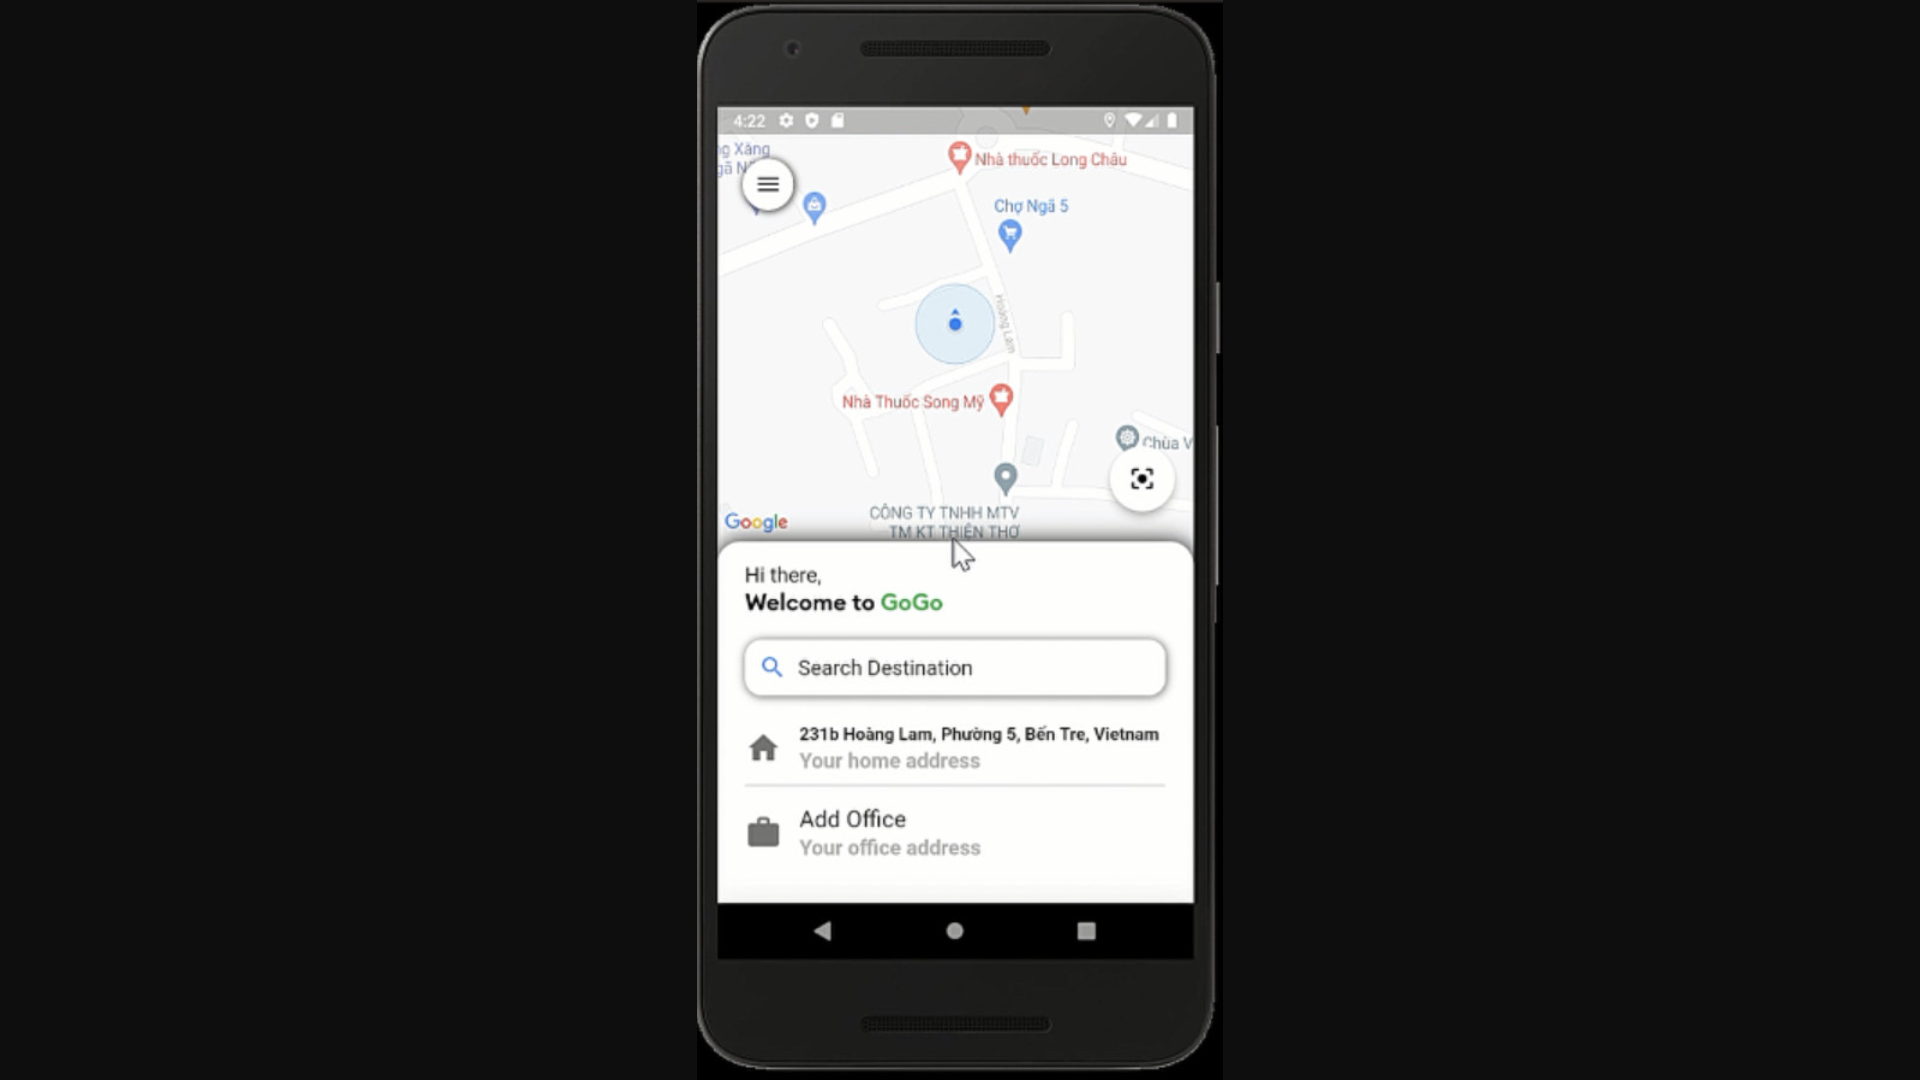 4:22
Nhà thuốc Long Châu
Chợ Ngã 5
Hoàng Lam
Nhà Thuốc Song Mỹ
Chùa V
CÔNG TY TNHH MTV
TM KT THIÊN THƠ
Google
Hi there,
Welcome to GoGo
Search Destination
231b Hoàng Lam, Phường 5, Bến Tre, Vietnam
Your home address
Add Office
Your office address